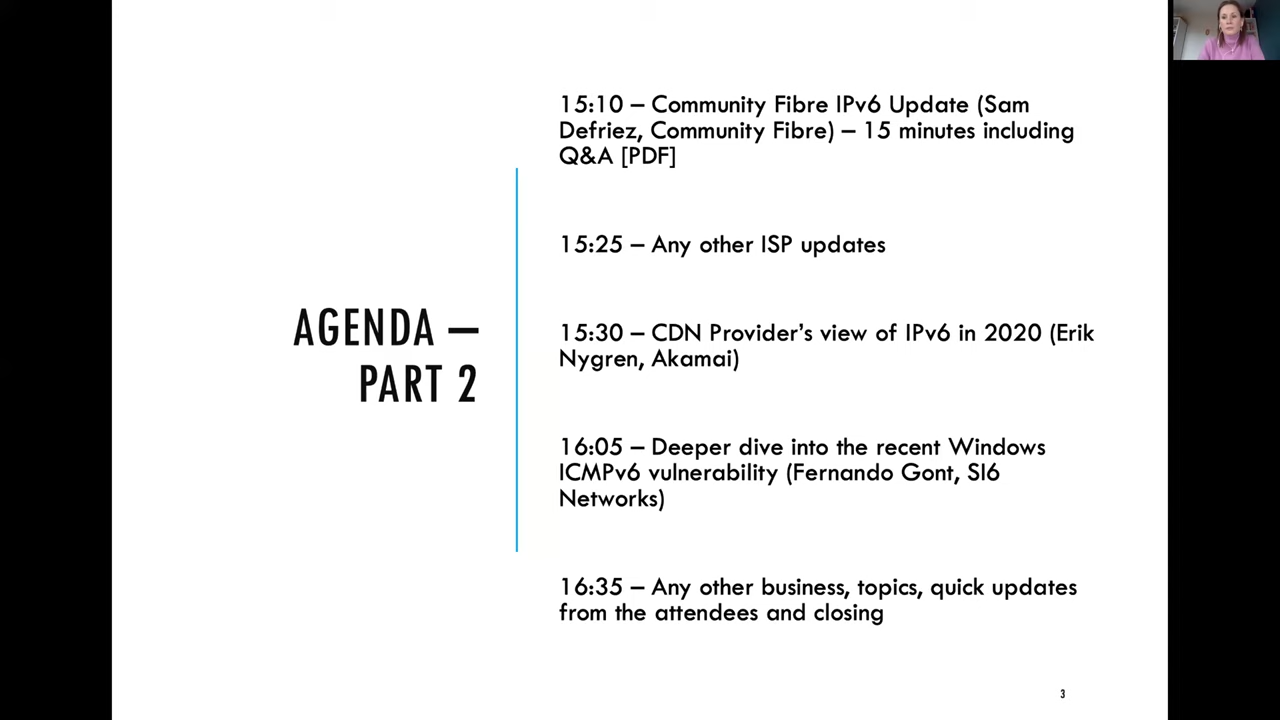 AGENDA –
PART 2
15:10 – Community Fibre IPv6 Update (Sam
Defriez, Community Fibre) – 15 minutes including
Q&A [PDF]
15:25 – Any other ISP updates
15:30 – CDN Provider’s view of IPv6 in 2020 (Erik
Nygren, Akamai)
16:05 – Deeper dive into the recent Windows
ICMPv6 vulnerability (Fernando Gont, SI6
Networks)
16:35 – Any other business, topics, quick updates
from the attendees and closing
3